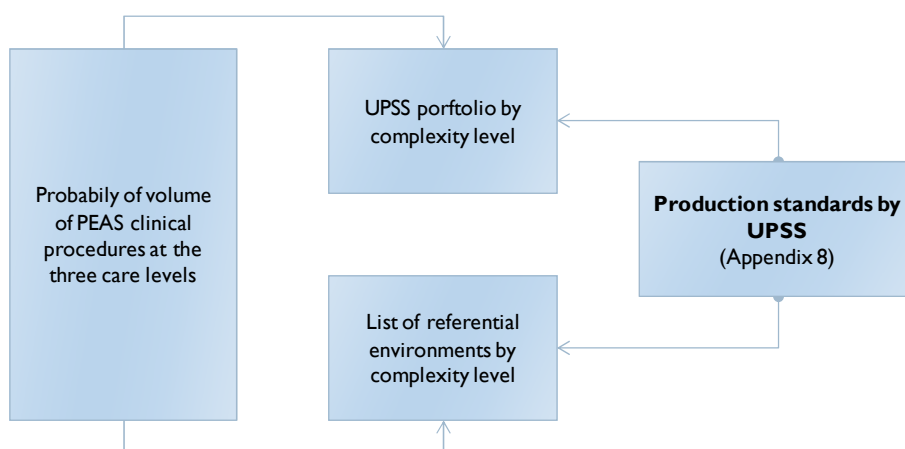 Probabily of volume
of PEAS clinical
procedures at the
three care levels
UPSS porftolio by
complexity level
List of referential
environments by
complexity level
Production standards by
UPSS
(Appendix 8)